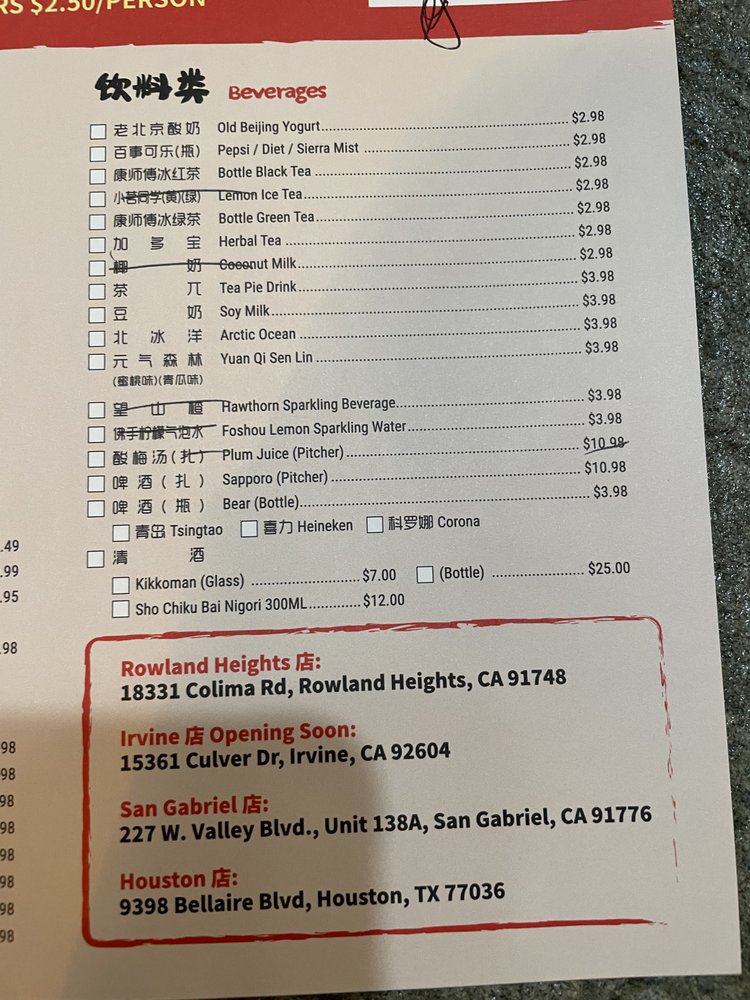 RS $2.50/PERSON
饮料类 Beverages
老北京酸奶 Old Beijing Yogurt $2.98
百事可乐(瓶) Pepsi / Diet / Sierra Mist $2.98
康师傅冰红茶 Bottle Black Tea $2.98
小茗同学(黄)(绿) Lemon Ice Tea $2.98
康师傅冰绿茶 Bottle Green Tea $2.98
加多宝 Herbal Tea $2.98
椰奶 Coconut Milk $2.98
茶兀 Tea Pie Drink $3.98
豆奶 Soy Milk $3.98
北冰洋 Arctic Ocean $3.98
元气森林 Yuan Qi Sen Lin $3.98
(蜜桃味)(青瓜味)
望山楂 Hawthorn Sparkling Beverage $3.98
佛手柠檬气泡水 Foshou Lemon Sparkling Water $3.98
酸梅汤(扎) Plum Juice (Pitcher) $10.98
啤酒(扎) Sapporo (Pitcher) $10.98
啤酒(瓶) Bear (Bottle) $3.98
青岛 Tsingtao 喜力 Heineken 科罗娜 Corona
清酒
Kikkoman (Glass) $7.00 (Bottle) $25.00
Sho Chiku Bai Nigori 300ML $12.00
.49
.99
.95
.98
98
98
98
98
98
98
98
98
Rowland Heights 店:
18331 Colima Rd, Rowland Heights, CA 91748
Irvine 店 Opening Soon:
15361 Culver Dr, Irvine, CA 92604
San Gabriel 店:
227 W. Valley Blvd., Unit 138A, San Gabriel, CA 91776
Houston 店:
9398 Bellaire Blvd, Houston, TX 77036